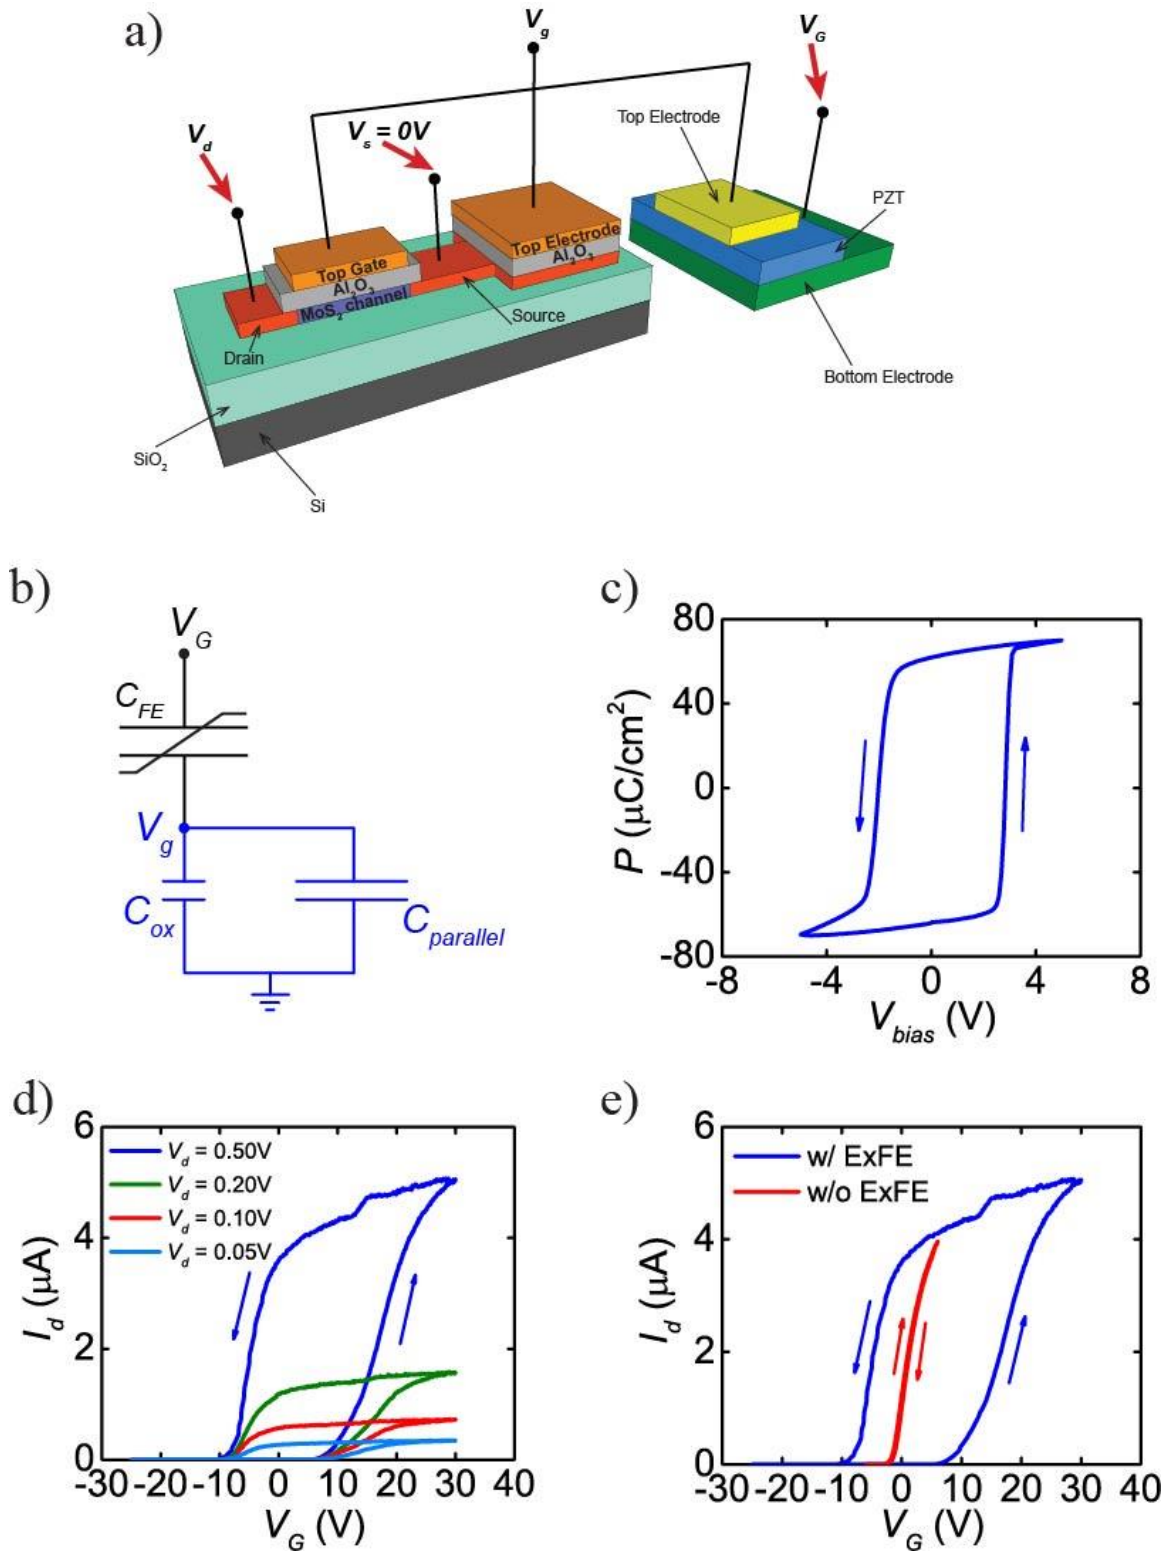 a)
V_g
V_G
Top Electrode
V_d
V_s = 0V
PZT
Top Electrode
Top Gate
Al₂O₃
Al₂O₃
MoS₂ channel
Source
Drain
Bottom Electrode
SiO₂
Si
b)
V_G
C_FE
V_g
C_ox
C_parallel
c)
80
40
0
-40
-80
P (μC/cm²)
-8 -4 0 4 8
V_bias (V)
d)
6
4
2
0
I_d (μA)
V_d = 0.50V
V_d = 0.20V
V_d = 0.10V
V_d = 0.05V
-30 -20 -10 0 10 20 30 40
V_G (V)
e)
6
4
2
0
I_d (μA)
w/ ExFE
w/o ExFE
-30 -20 -10 0 10 20 30 40
V_G (V)